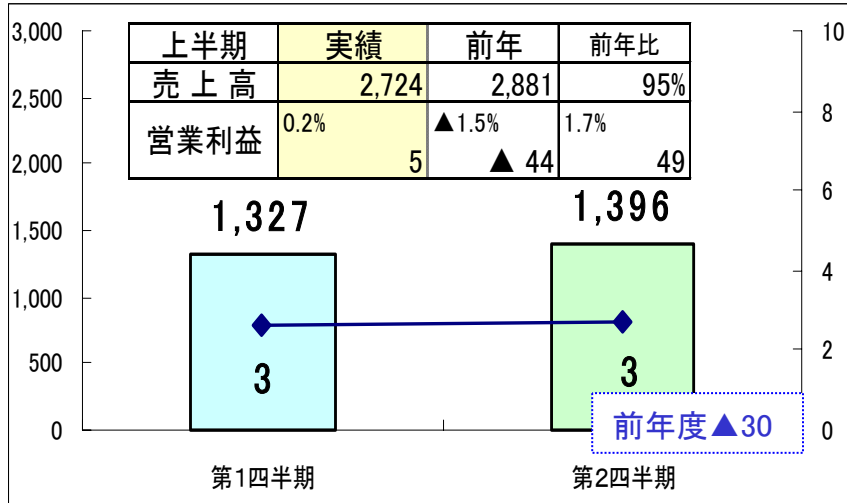 上半期 実績 前年 前年比
売上高 2,724 2,881 95%
営業利益 0.2% ▲1.5% 1.7%
5 ▲ 44 49
3,000
2,500
2,000
1,500
1,000
500
0
10
8
6
4
2
0
1,327
1,396
3
3
前年度▲30
第1四半期
第2四半期